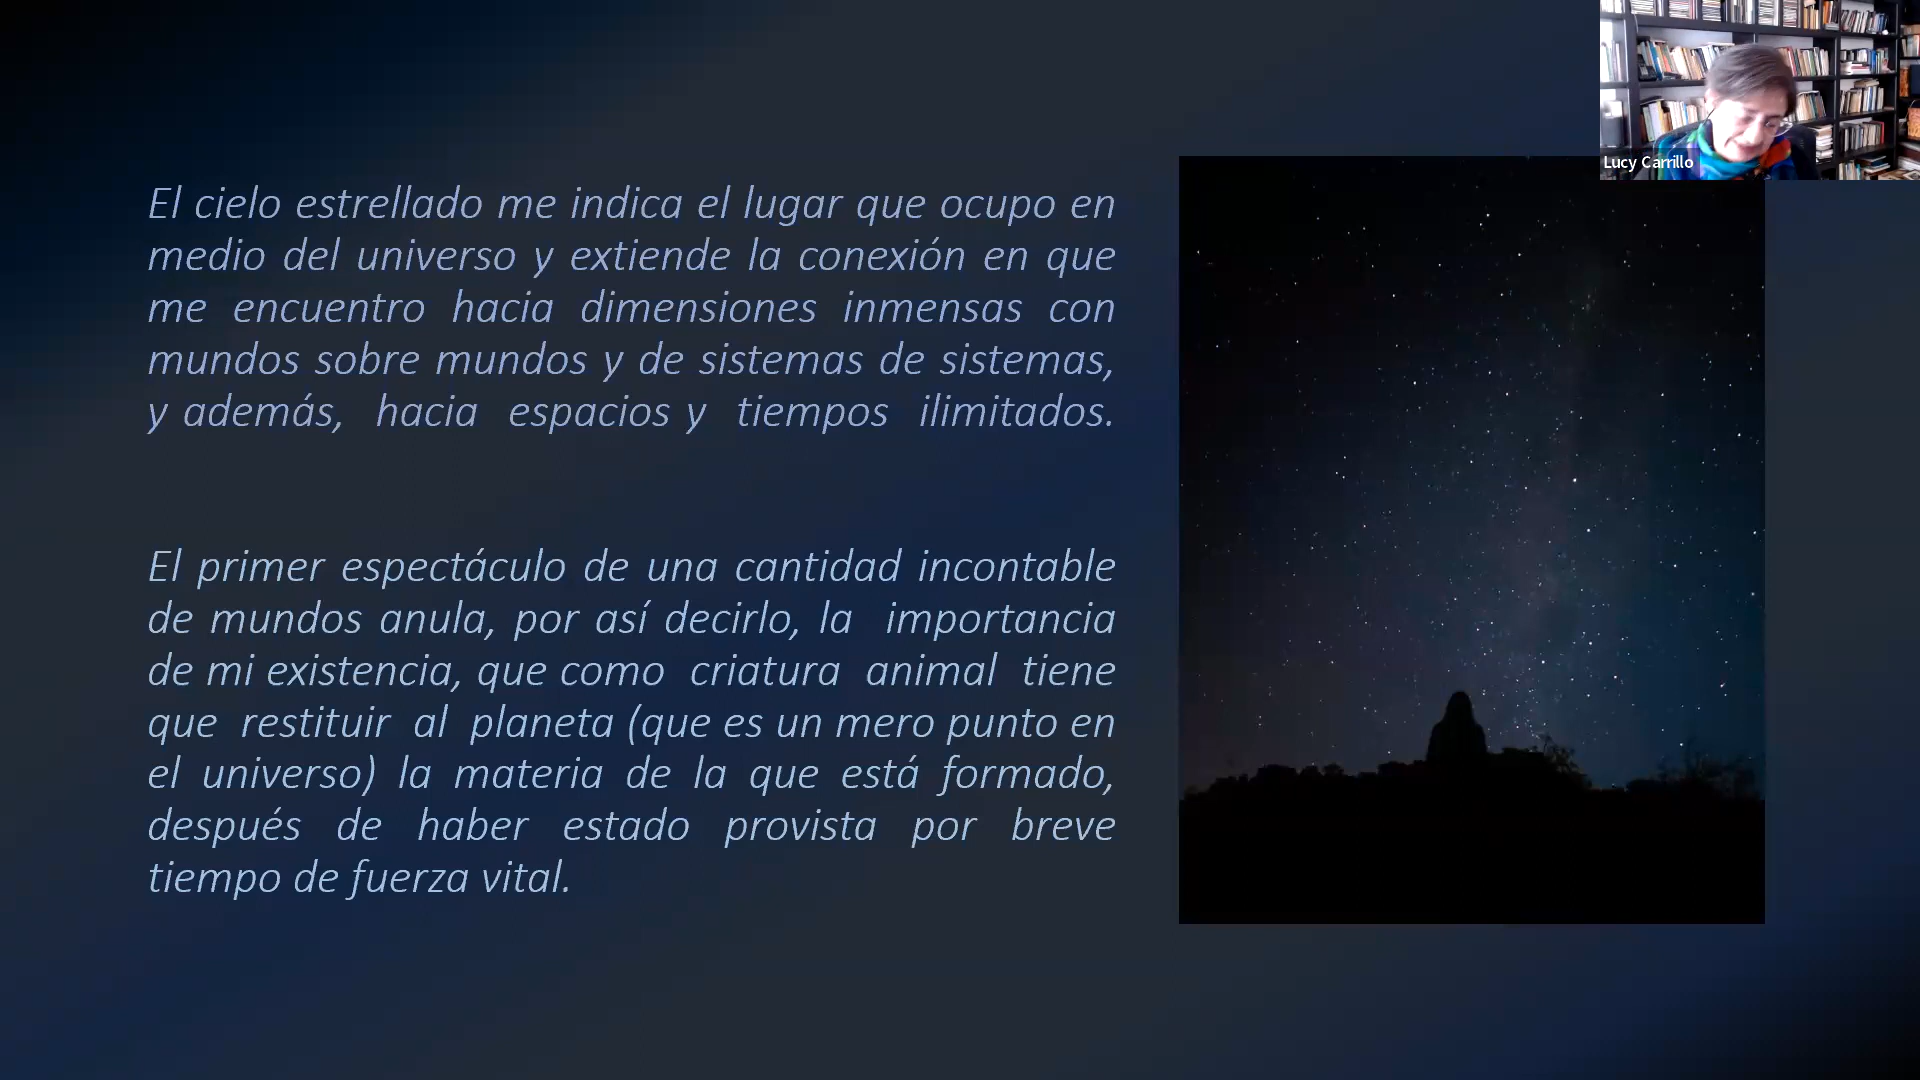 El cielo estrellado me indica el lugar que ocupo en
medio del universo y extiende la conexión en que
me encuentro hacia dimensiones inmensas con
mundos sobre mundos y de sistemas de sistemas,
y además, hacia espacios y tiempos ilimitados.
El primer espectáculo de una cantidad incontable
de mundos anula, por así decirlo, la importancia
de mi existencia, que como criatura animal tiene
que restituir al planeta (que es un mero punto en
el universo) la materia de la que está formado,
después de haber estado provista por breve
tiempo de fuerza vital.
Lucy Carrillo